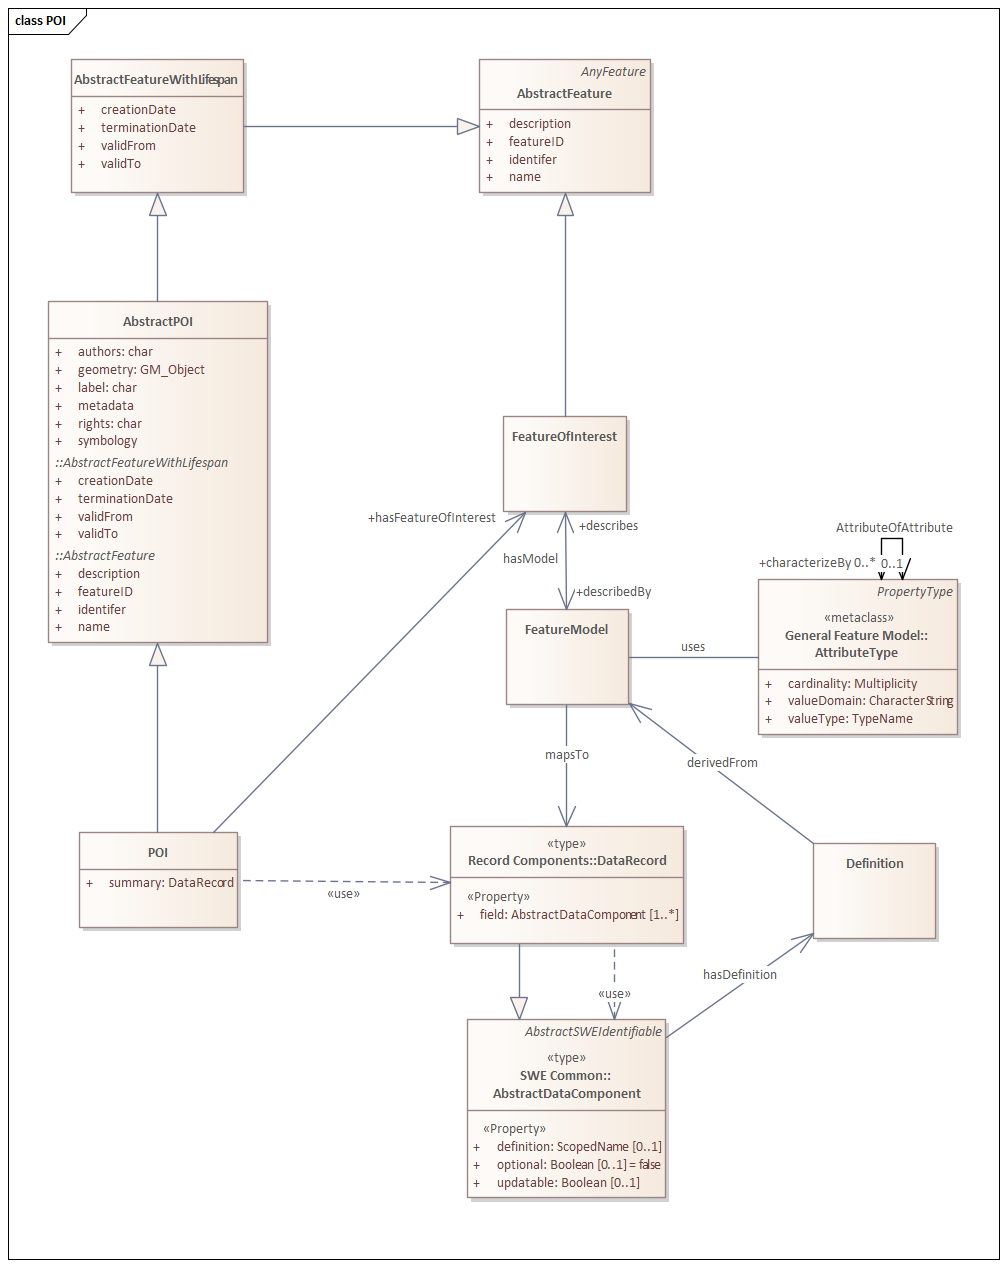 class POI
AbstractFeatureWithLifespan
+ creationDate
+ terminationDate
+ validFrom
+ validTo
AnyFeature
AbstractFeature
+ description
+ featureID
+ identifer
+ name
AbstractPOI
+ authors: char
+ geometry: GM_Object
+ label: char
+ metadata
+ rights: char
+ symbology
::AbstractFeatureWithLifespan
+ creationDate
+ terminationDate
+ validFrom
+ validTo
::AbstractFeature
+ description
+ featureID
+ identifer
+ name
FeatureOfInterest
+hasFeatureOfInterest
+describes
hasModel
+describedBy
AttributeOfAttribute
+characterizeBy 0..* 0..1
PropertyType
«metaclass»
General Feature Model::
AttributeType
+ cardinality: Multiplicity
+ valueDomain: CharacterString
+ valueType: TypeName
FeatureModel
uses
mapsTo
derivedFrom
POI
+ summary: DataRecord
«use»
«type»
Record Components::DataRecord
«Property»
+ field: AbstractDataComponent [1..*]
Definition
hasDefinition
«use»
AbstractSWEIdentifiable
«type»
SWE Common::
AbstractDataComponent
«Property»
+ definition: ScopedName [0..1]
+ optional: Boolean [0..1] = false
+ updatable: Boolean [0..1]